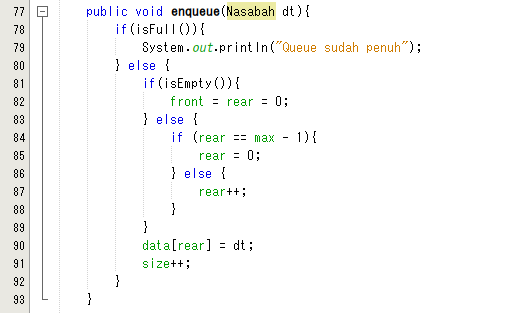 77 public void enqueue(Nasabah dt){
78 if(isFull()){
79 System.out.println("Queue sudah penuh");
80 } else {
81 if(isEmpty()){
82 front = rear = 0;
83 } else {
84 if (rear == max - 1){
85 rear = 0;
86 } else {
87 rear++;
88 }
89 }
90 data[rear] = dt;
91 size++;
92 }
93 }